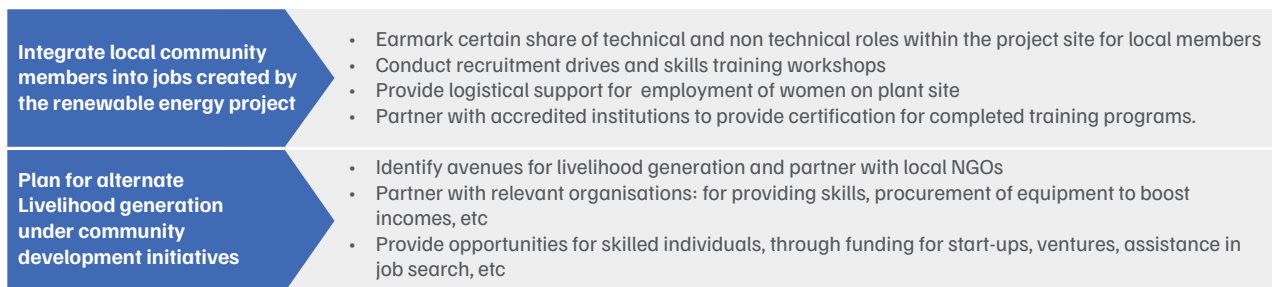 Integrate local community
members into jobs created by
the renewable energy project
• Earmark certain share of technical and non technical roles within the project site for local members
• Conduct recruitment drives and skills training workshops
• Provide logistical support for employment of women on plant site
• Partner with accredited institutions to provide certification for completed training programs.
Plan for alternate
Livelihood generation
under community
development initiatives
• Identify avenues for livelihood generation and partner with local NGOs
• Partner with relevant organisations: for providing skills, procurement of equipment to boost
incomes, etc
• Provide opportunities for skilled individuals, through funding for start-ups, ventures, assistance in
job search, etc